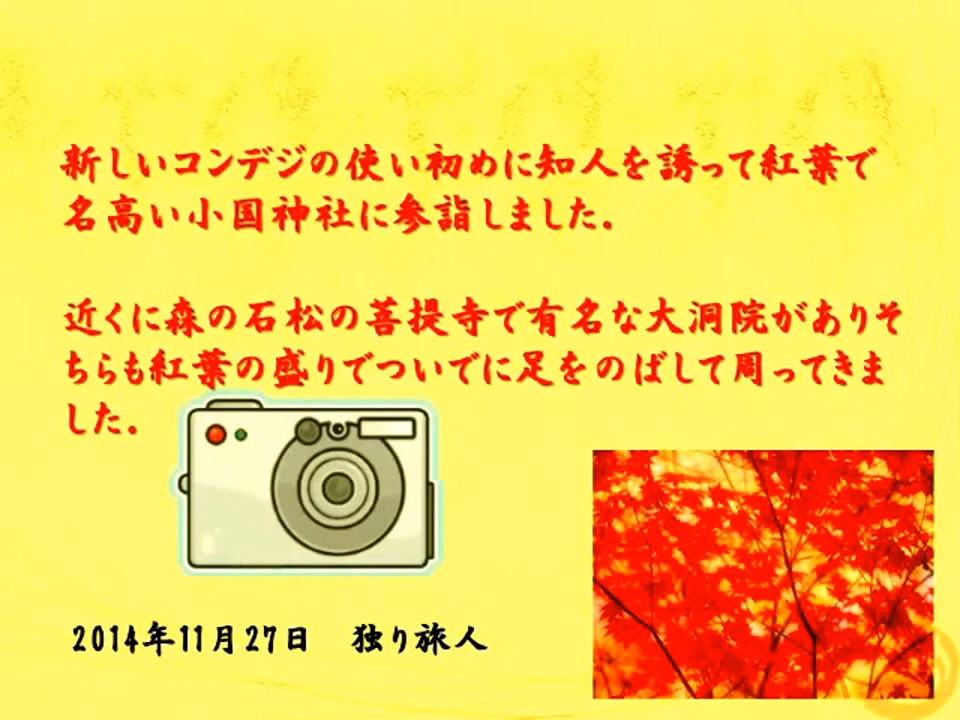 新しいコンデジの使い初めに知人を誘って紅葉で
名高い小国神社に参詣しました。
近くに森の石松の菩提寺で有名な大洞院がありそ
ちらも紅葉の盛りでついでに足をのばして周ってきま
した。
2014年11月27日　独り旅人